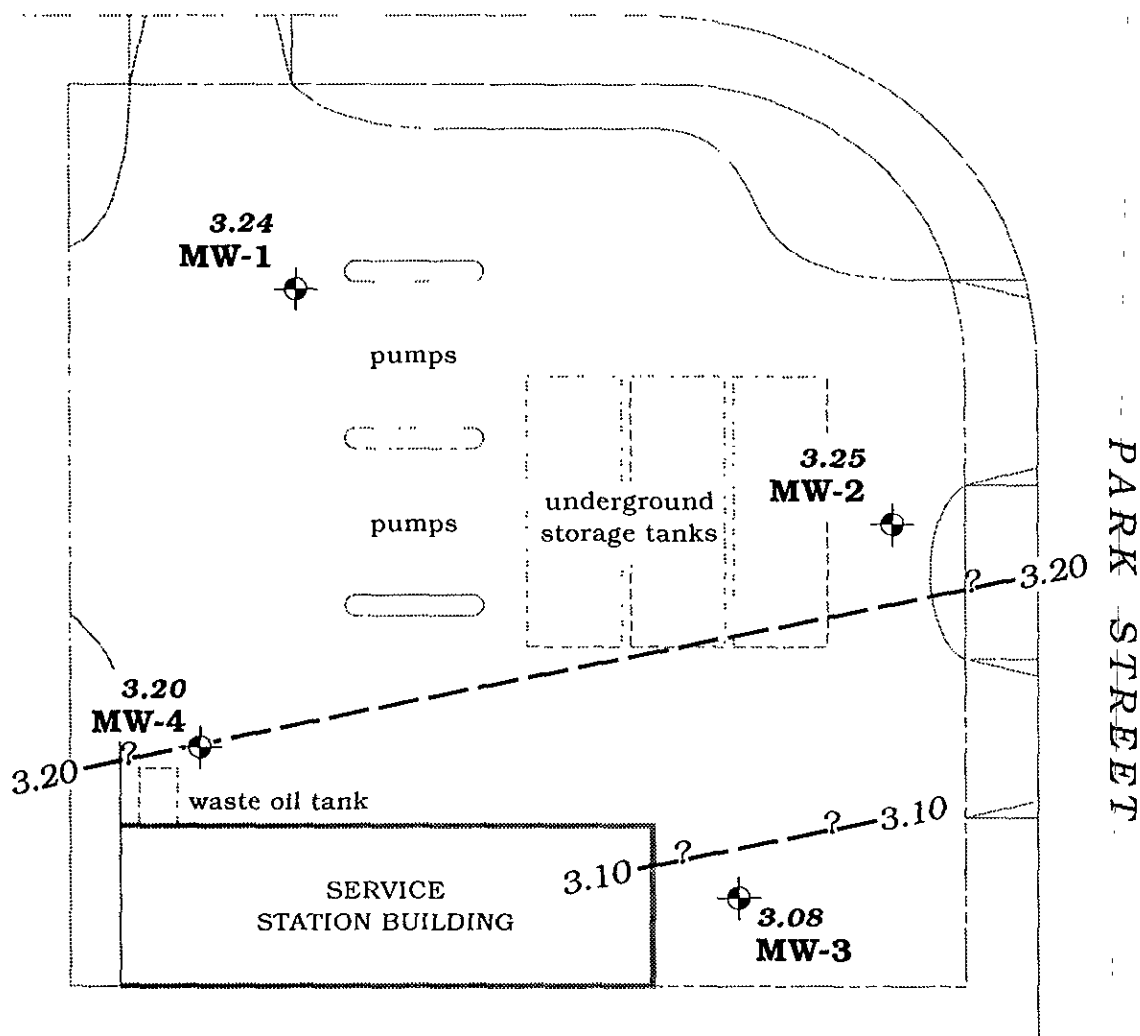 3.24
MW-1
pumps
3.25
MW-2
underground
storage tanks
pumps
? 3.20
PARK STREET
3.20
MW-4
3.20 ?
waste oil tank
3.10 ? ? 3.10
SERVICE
STATION BUILDING
3.08
MW-3